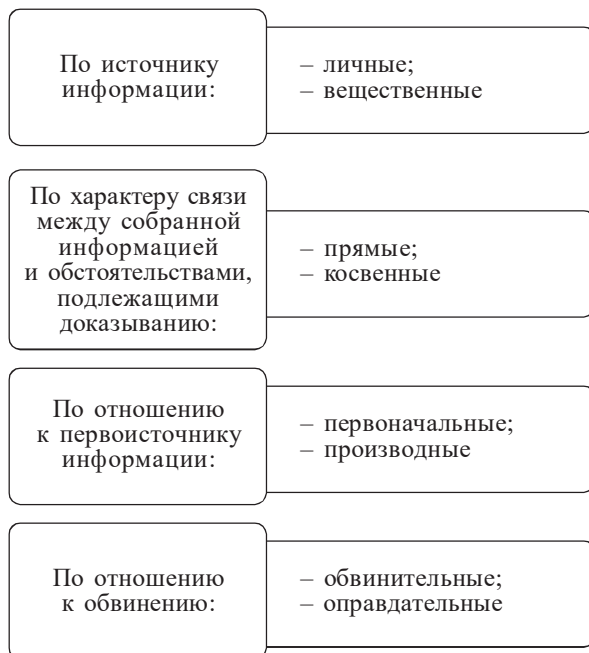 По источнику
информации:
– личные;
– вещественные
По характеру связи
между собранной
информацией
и обстоятельствами,
подлежащими
доказыванию:
– прямые;
– косвенные
По отношению
к первоисточнику
информации:
– первоначальные;
– производные
По отношению
к обвинению:
– обвинительные;
– оправдательные